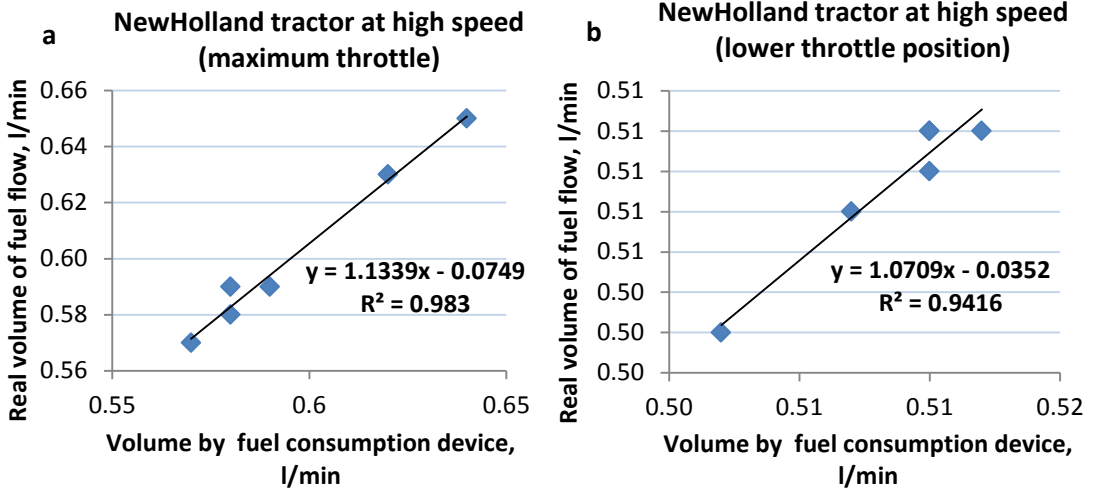 a
NewHolland tractor at high speed
(maximum throttle)
Real volume of fuel flow, l/min
0.66
0.64
0.62
0.60
0.58
0.56
y = 1.1339x - 0.0749
R² = 0.983
0.55
0.6
0.65
Volume by fuel consumption device,
l/min
b
NewHolland tractor at high speed
(lower throttle position)
Real volume of fuel flow, l/min
0.51
0.51
0.51
0.51
0.51
0.50
0.50
0.50
y = 1.0709x - 0.0352
R² = 0.9416
0.50
0.51
0.51
0.52
Volume by fuel consumption device,
l/min